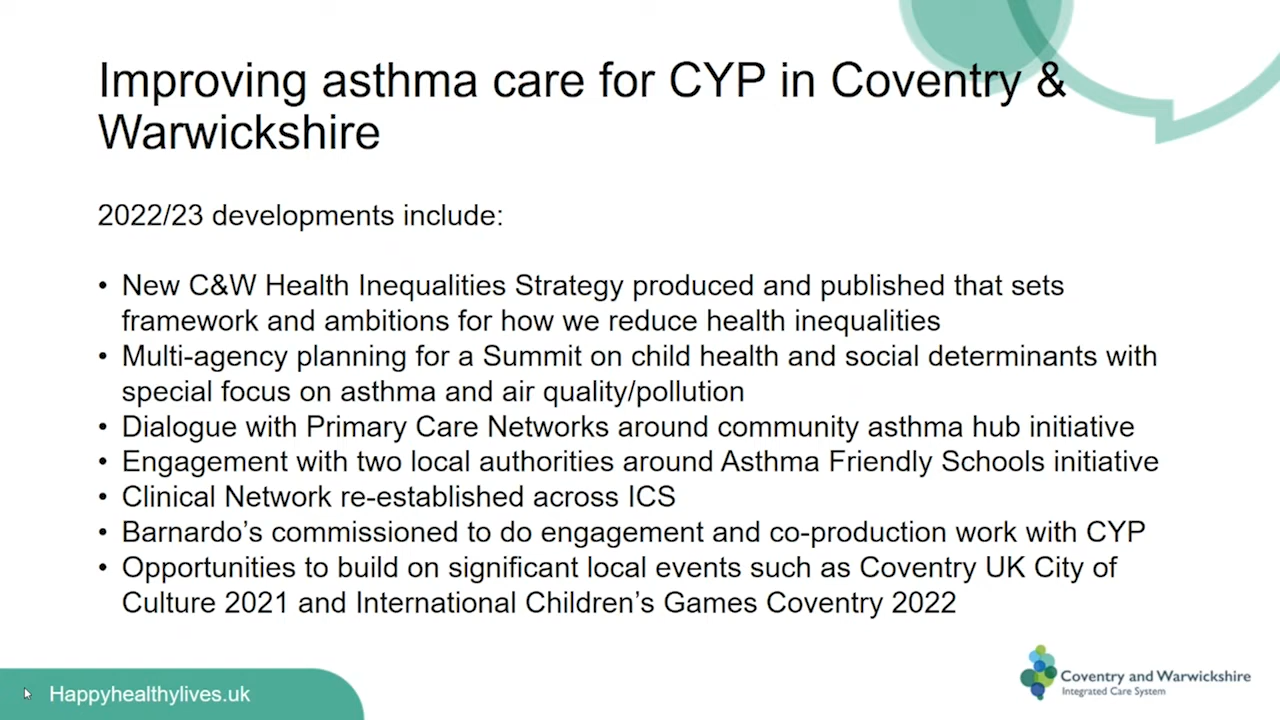 Improving asthma care for CYP in Coventry &
Warwickshire
2022/23 developments include:
• New C&W Health Inequalities Strategy produced and published that sets
framework and ambitions for how we reduce health inequalities
• Multi-agency planning for a Summit on child health and social determinants with
special focus on asthma and air quality/pollution
• Dialogue with Primary Care Networks around community asthma hub initiative
• Engagement with two local authorities around Asthma Friendly Schools initiative
• Clinical Network re-established across ICS
• Barnardo’s commissioned to do engagement and co-production work with CYP
• Opportunities to build on significant local events such as Coventry UK City of
Culture 2021 and International Children’s Games Coventry 2022
Happyhealthylives.uk
Coventry and Warwickshire
Integrated Care System